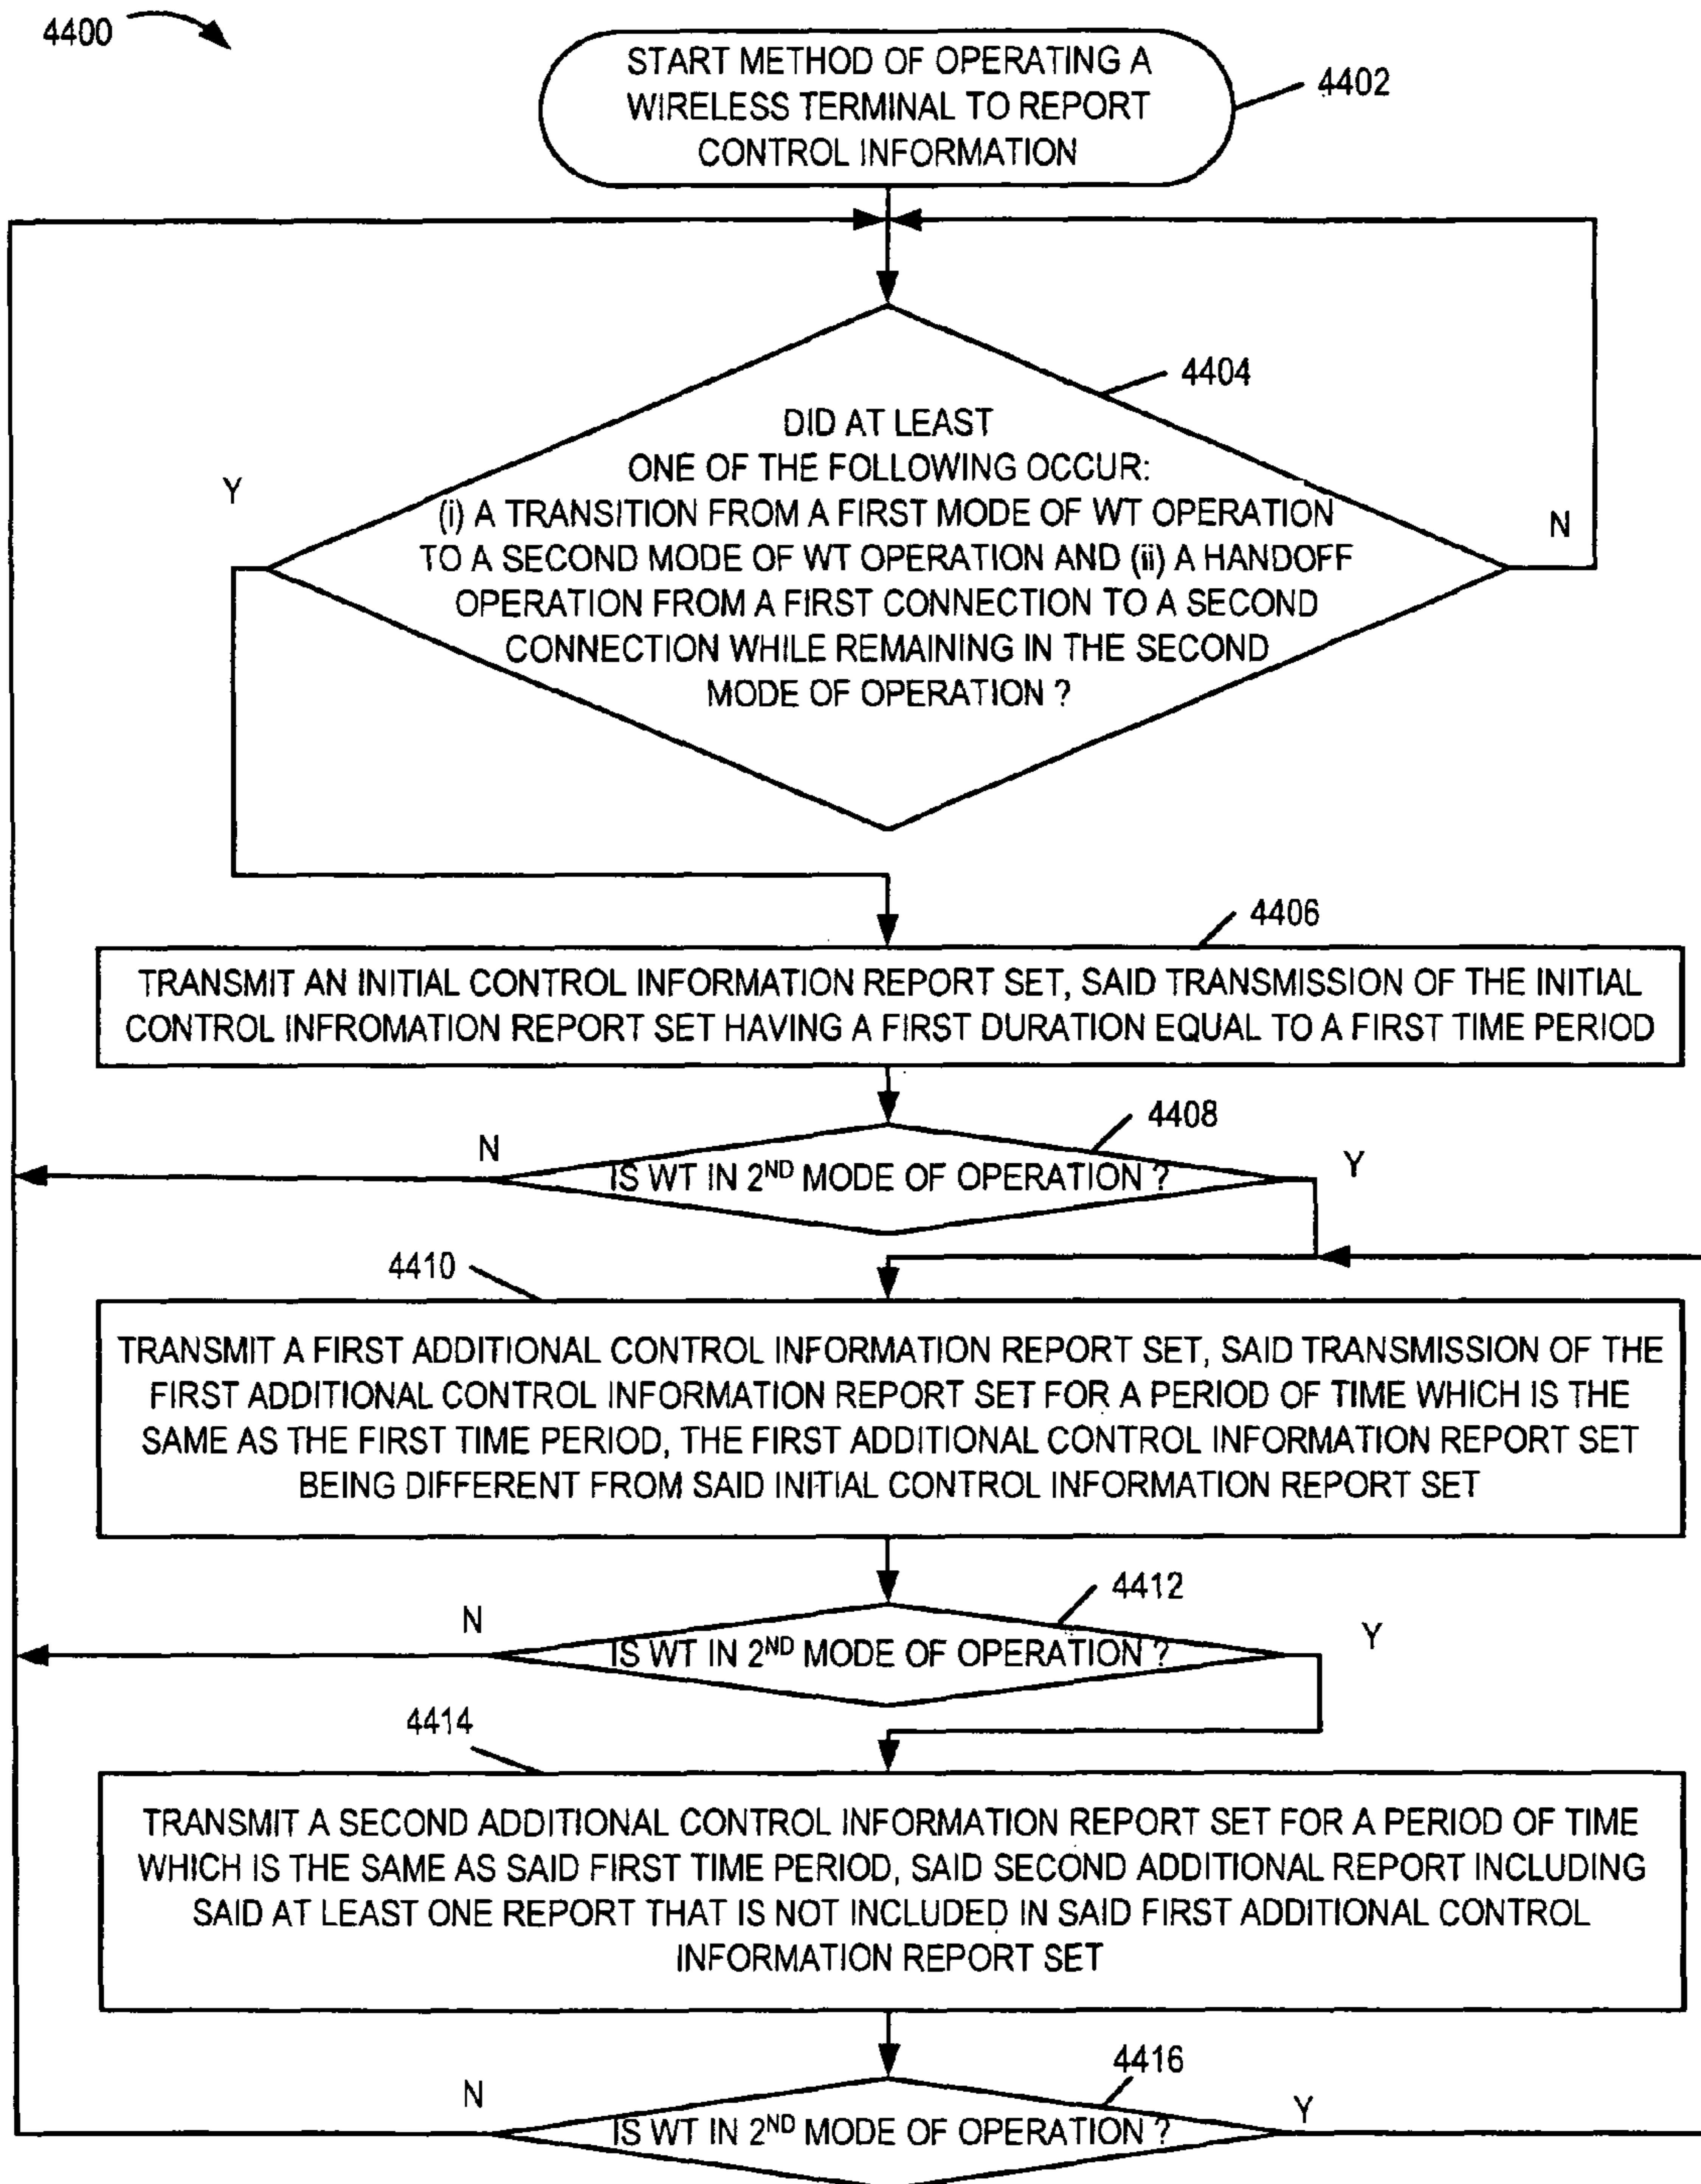 4400
START METHOD OF OPERATING A
WIRELESS TERMINAL TO REPORT
CONTROL INFORMATION
4402
4404
DID AT LEAST
ONE OF THE FOLLOWING OCCUR:
(i) A TRANSITION FROM A FIRST MODE OF WT OPERATION
TO A SECOND MODE OF WT OPERATION AND (ii) A HANDOFF
OPERATION FROM A FIRST CONNECTION TO A SECOND
CONNECTION WHILE REMAINING IN THE SECOND
MODE OF OPERATION ?
Y
N
4406
TRANSMIT AN INITIAL CONTROL INFORMATION REPORT SET, SAID TRANSMISSION OF THE INITIAL
CONTROL INFROMATION REPORT SET HAVING A FIRST DURATION EQUAL TO A FIRST TIME PERIOD
4408
N
IS WT IN 2ND MODE OF OPERATION ?
Y
4410
TRANSMIT A FIRST ADDITIONAL CONTROL INFORMATION REPORT SET, SAID TRANSMISSION OF THE
FIRST ADDITIONAL CONTROL INFORMATION REPORT SET FOR A PERIOD OF TIME WHICH IS THE
SAME AS THE FIRST TIME PERIOD, THE FIRST ADDITIONAL CONTROL INFORMATION REPORT SET
BEING DIFFERENT FROM SAID INITIAL CONTROL INFORMATION REPORT SET
4412
N
IS WT IN 2ND MODE OF OPERATION ?
Y
4414
TRANSMIT A SECOND ADDITIONAL CONTROL INFORMATION REPORT SET FOR A PERIOD OF TIME
WHICH IS THE SAME AS SAID FIRST TIME PERIOD, SAID SECOND ADDITIONAL REPORT INCLUDING
SAID AT LEAST ONE REPORT THAT IS NOT INCLUDED IN SAID FIRST ADDITIONAL CONTROL
INFORMATION REPORT SET
4416
N
IS WT IN 2ND MODE OF OPERATION ?
Y